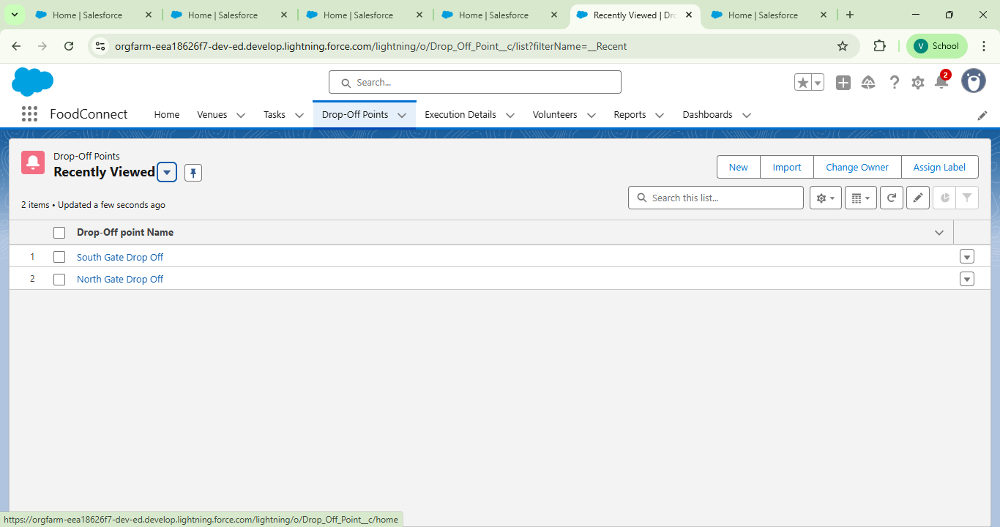 Home | Salesforce
Home | Salesforce
Home | Salesforce
Home | Salesforce
Recently Viewed | Dr
Home | Salesforce
orgfarm-eea18626f7-dev-ed.develop.lightning.force.com/lightning/o/Drop_Off_Point__c/list?filterName=__Recent
V School
Search...
2
FoodConnect Home Venues Tasks Drop-Off Points Execution Details Volunteers Reports Dashboards
Drop-Off Points
Recently Viewed
New Import Change Owner Assign Label
2 items • Updated a few seconds ago
Search this list...
Drop-Off point Name
1 South Gate Drop Off
2 North Gate Drop Off
https://orgfarm-eea18626f7-dev-ed.develop.lightning.force.com/lightning/o/Drop_Off_Point__c/home